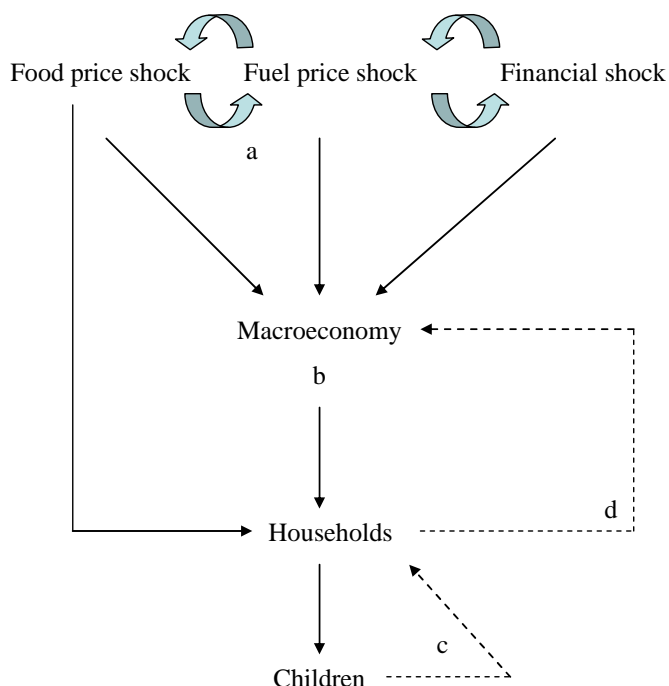 Food price shock Fuel price shock Financial shock
a
Macroeconomy
b
d
Households
c
Children